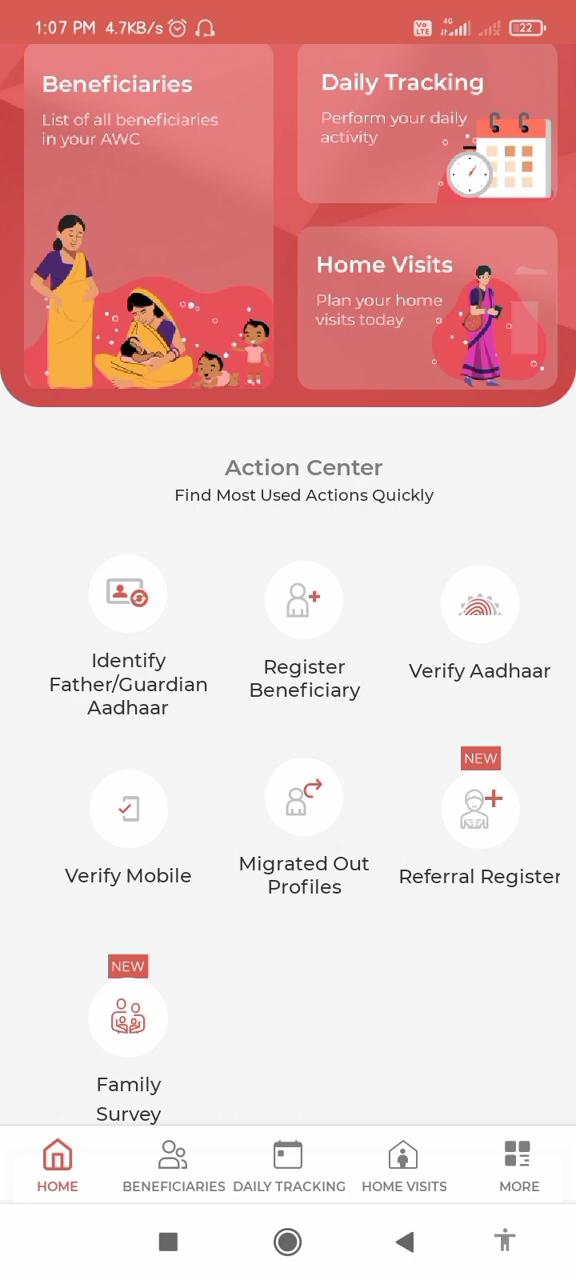 1:07 PM 4.7KB/s
Vo LTE 4G 22
Beneficiaries
List of all beneficiaries
in your AWC
Daily Tracking
Perform your daily
activity
Home Visits
Plan your home
visits today
Action Center
Find Most Used Actions Quickly
Identify
Father/Guardian
Aadhaar
Register
Beneficiary
Verify Aadhaar
Verify Mobile
Migrated Out
Profiles
NEW
Referral Register
NEW
Family
Survey
HOME
BENEFICIARIES
DAILY TRACKING
HOME VISITS
MORE